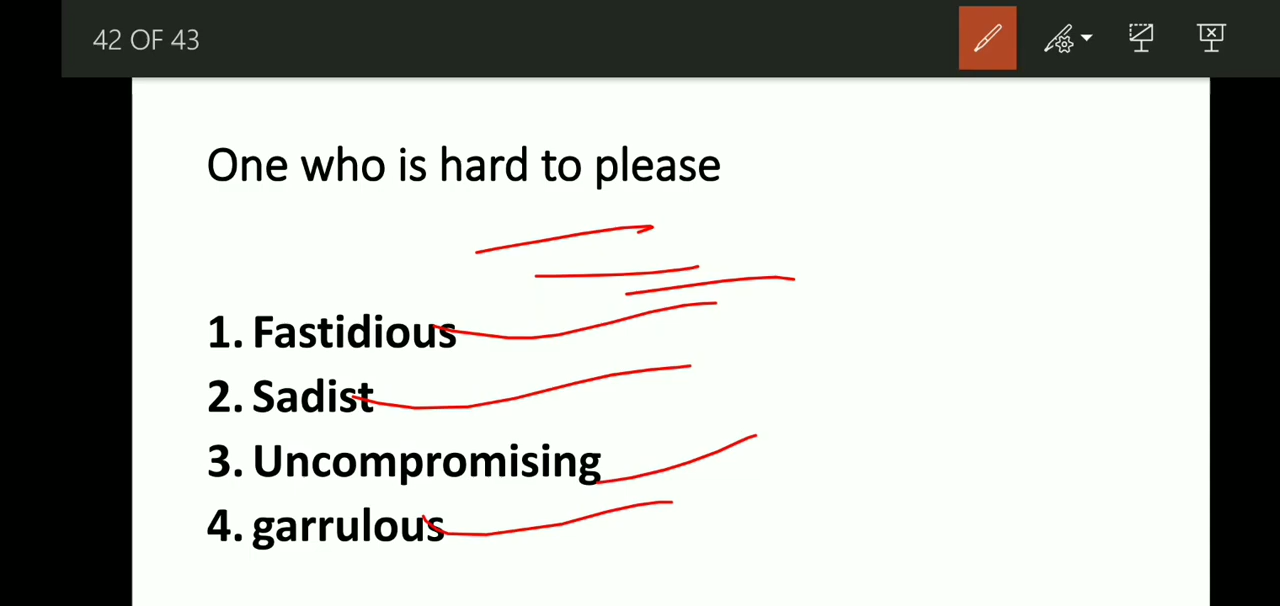 42 OF 43
One who is hard to please
1. Fastidious
2. Sadist
3. Uncompromising
4. garrulous